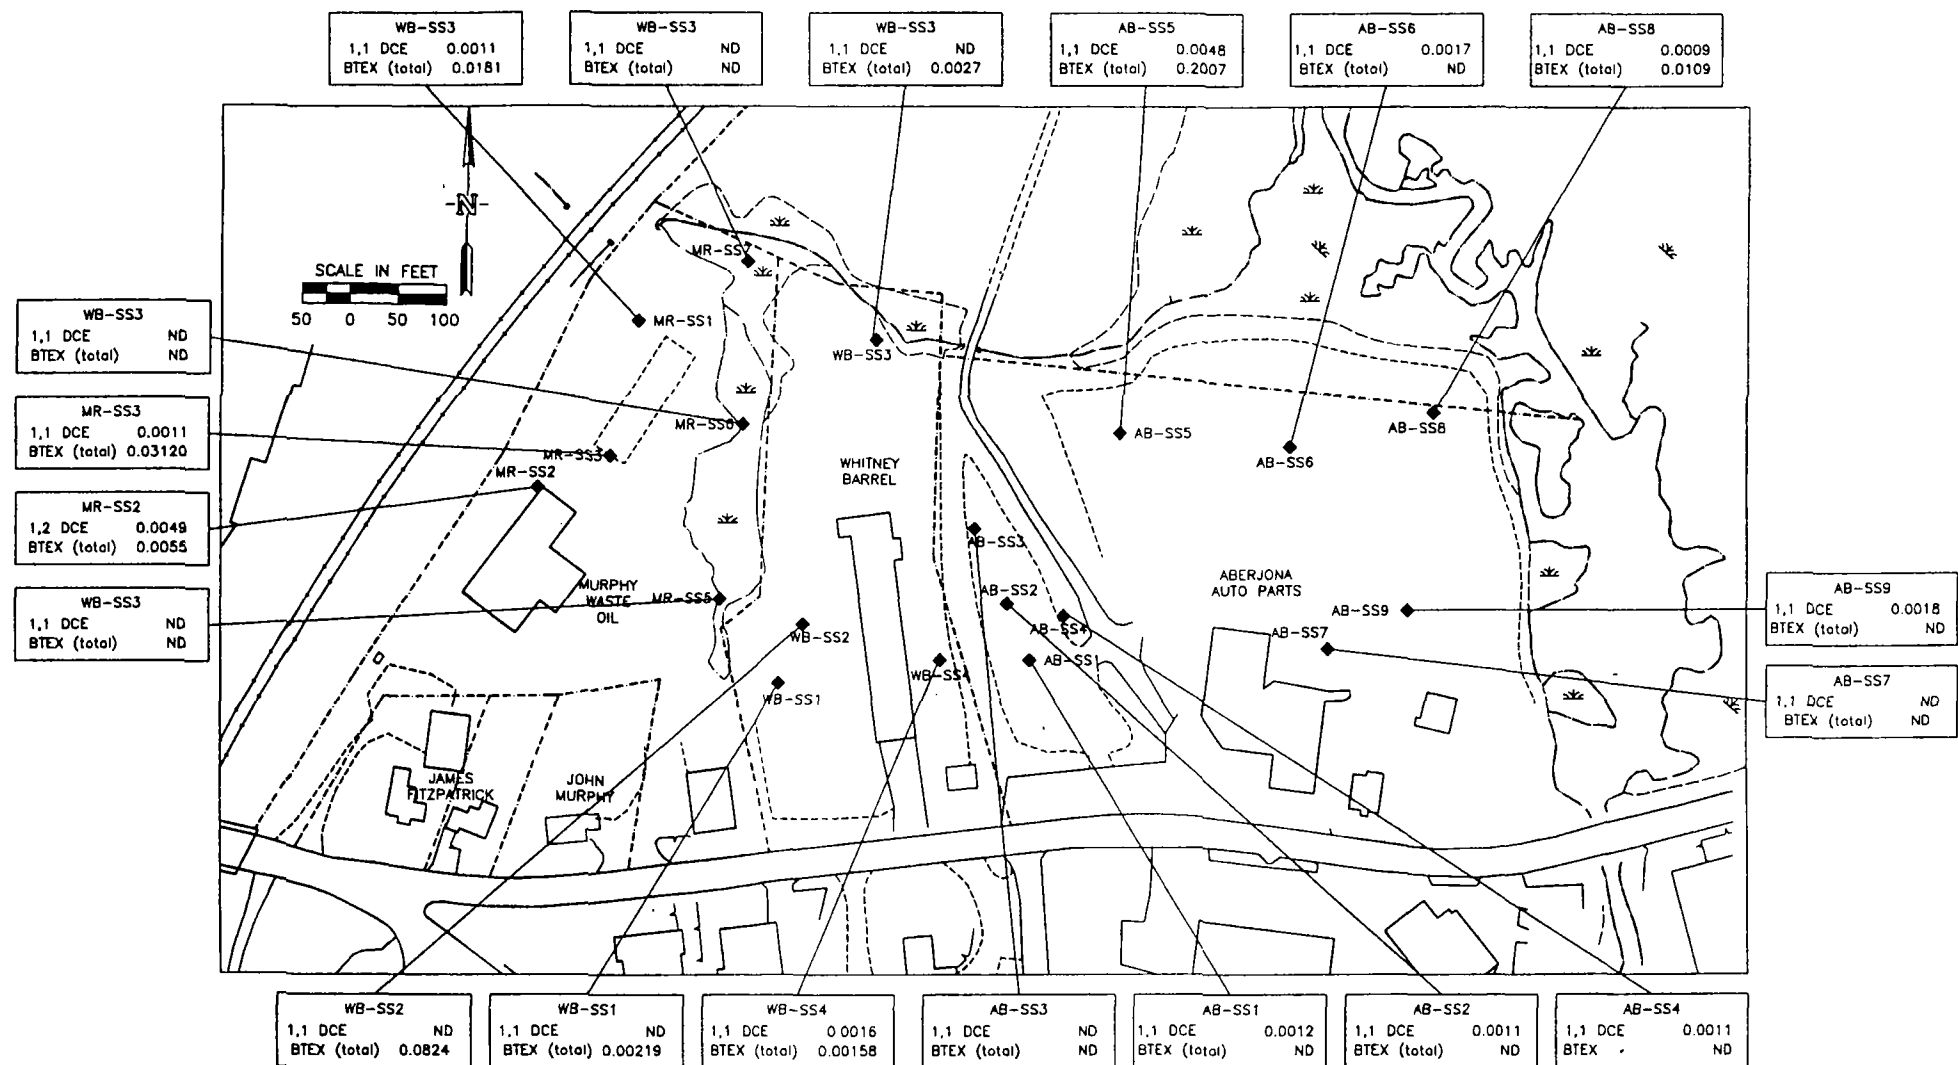 WB-SS3
1,1 DCE 0.0011
BTEX (total) 0.0181
WB-SS3
1,1 DCE ND
BTEX (total) ND
WB-SS3
1,1 DCE ND
BTEX (total) 0.0027
AB-SS5
1,1 DCE 0.0048
BTEX (total) 0.2007
AB-SS6
1,1 DCE 0.0017
BTEX (total) ND
AB-SS8
1,1 DCE 0.0009
BTEX (total) 0.0109
N
SCALE IN FEET
50 0 50 100
MR-SS7
MR-SS1
WB-SS3
WB-SS3
1,1 DCE ND
BTEX (total) ND
MR-SS3
1,1 DCE 0.0011
BTEX (total) 0.03120
MR-SS2
1,2 DCE 0.0049
BTEX (total) 0.0055
WB-SS3
1,1 DCE ND
BTEX (total) ND
MR-SS6
MR-SS3
MR-SS2
WHITNEY
BARREL
AB-SS5
AB-SS6
AB-SS8
AB-SS3
MURPHY
WASTE
OIL
MR-SS5
WB-SS2
AB-SS2
AB-SS4
ABERJONA
AUTO PARTS
AB-SS9
AB-SS7
WB-SS1
WB-SS4
AB-SS1
AB-SS9
1,1 DCE 0.0018
BTEX (total) ND
AB-SS7
1,1 DCE ND
BTEX (total) ND
JAMES
FITZPATRICK
JOHN
MURPHY
WB-SS2
1,1 DCE ND
BTEX (total) 0.0824
WB-SS1
1,1 DCE ND
BTEX (total) 0.00219
WB-SS4
1,1 DCE 0.0016
BTEX (total) 0.00158
AB-SS3
1,1 DCE ND
BTEX (total) ND
AB-SS1
1,1 DCE 0.0012
BTEX (total) ND
AB-SS2
1,1 DCE 0.0011
BTEX (total) ND
AB-SS4
1,1 DCE 0.0011
BTEX ND